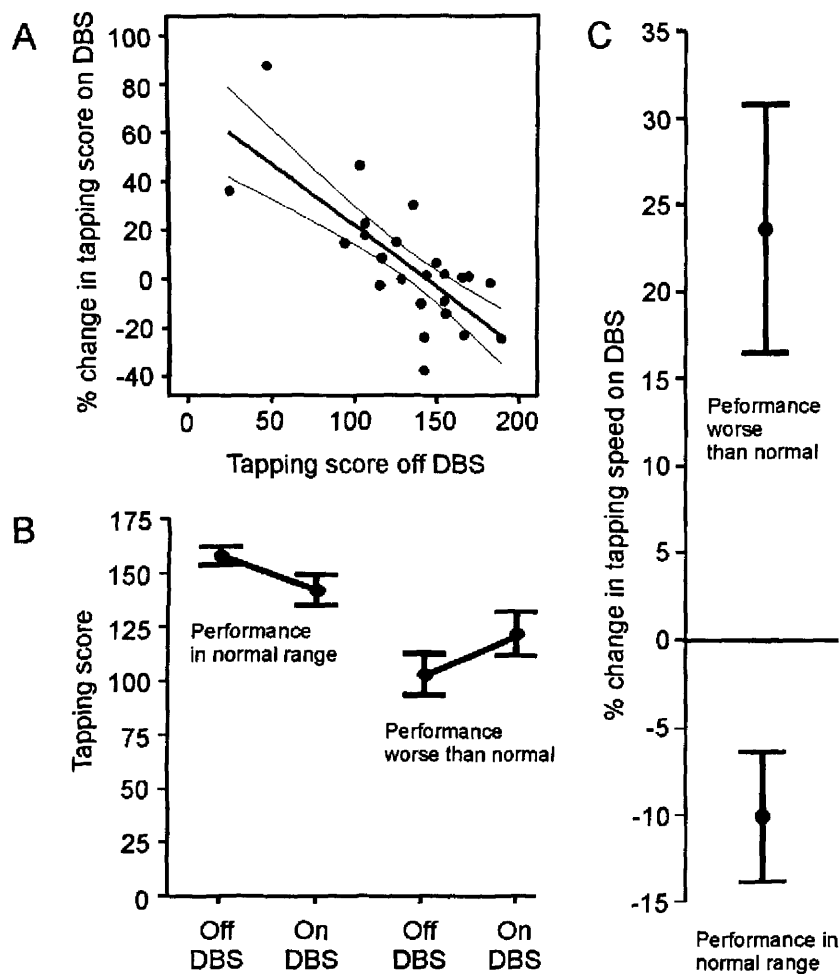 A
% change in tapping score on DBS
100
80
60
40
20
0
-20
-40
0 50 100 150 200
Tapping score off DBS
B
Tapping score
175
150
125
100
75
50
25
0
Performance
in normal range
Performance
worse than normal
Off
DBS
On
DBS
Off
DBS
On
DBS
C
% change in tapping speed on DBS
35
30
25
20
15
10
5
0
-5
-10
-15
Peformance
worse
than normal
Performance in
normal range